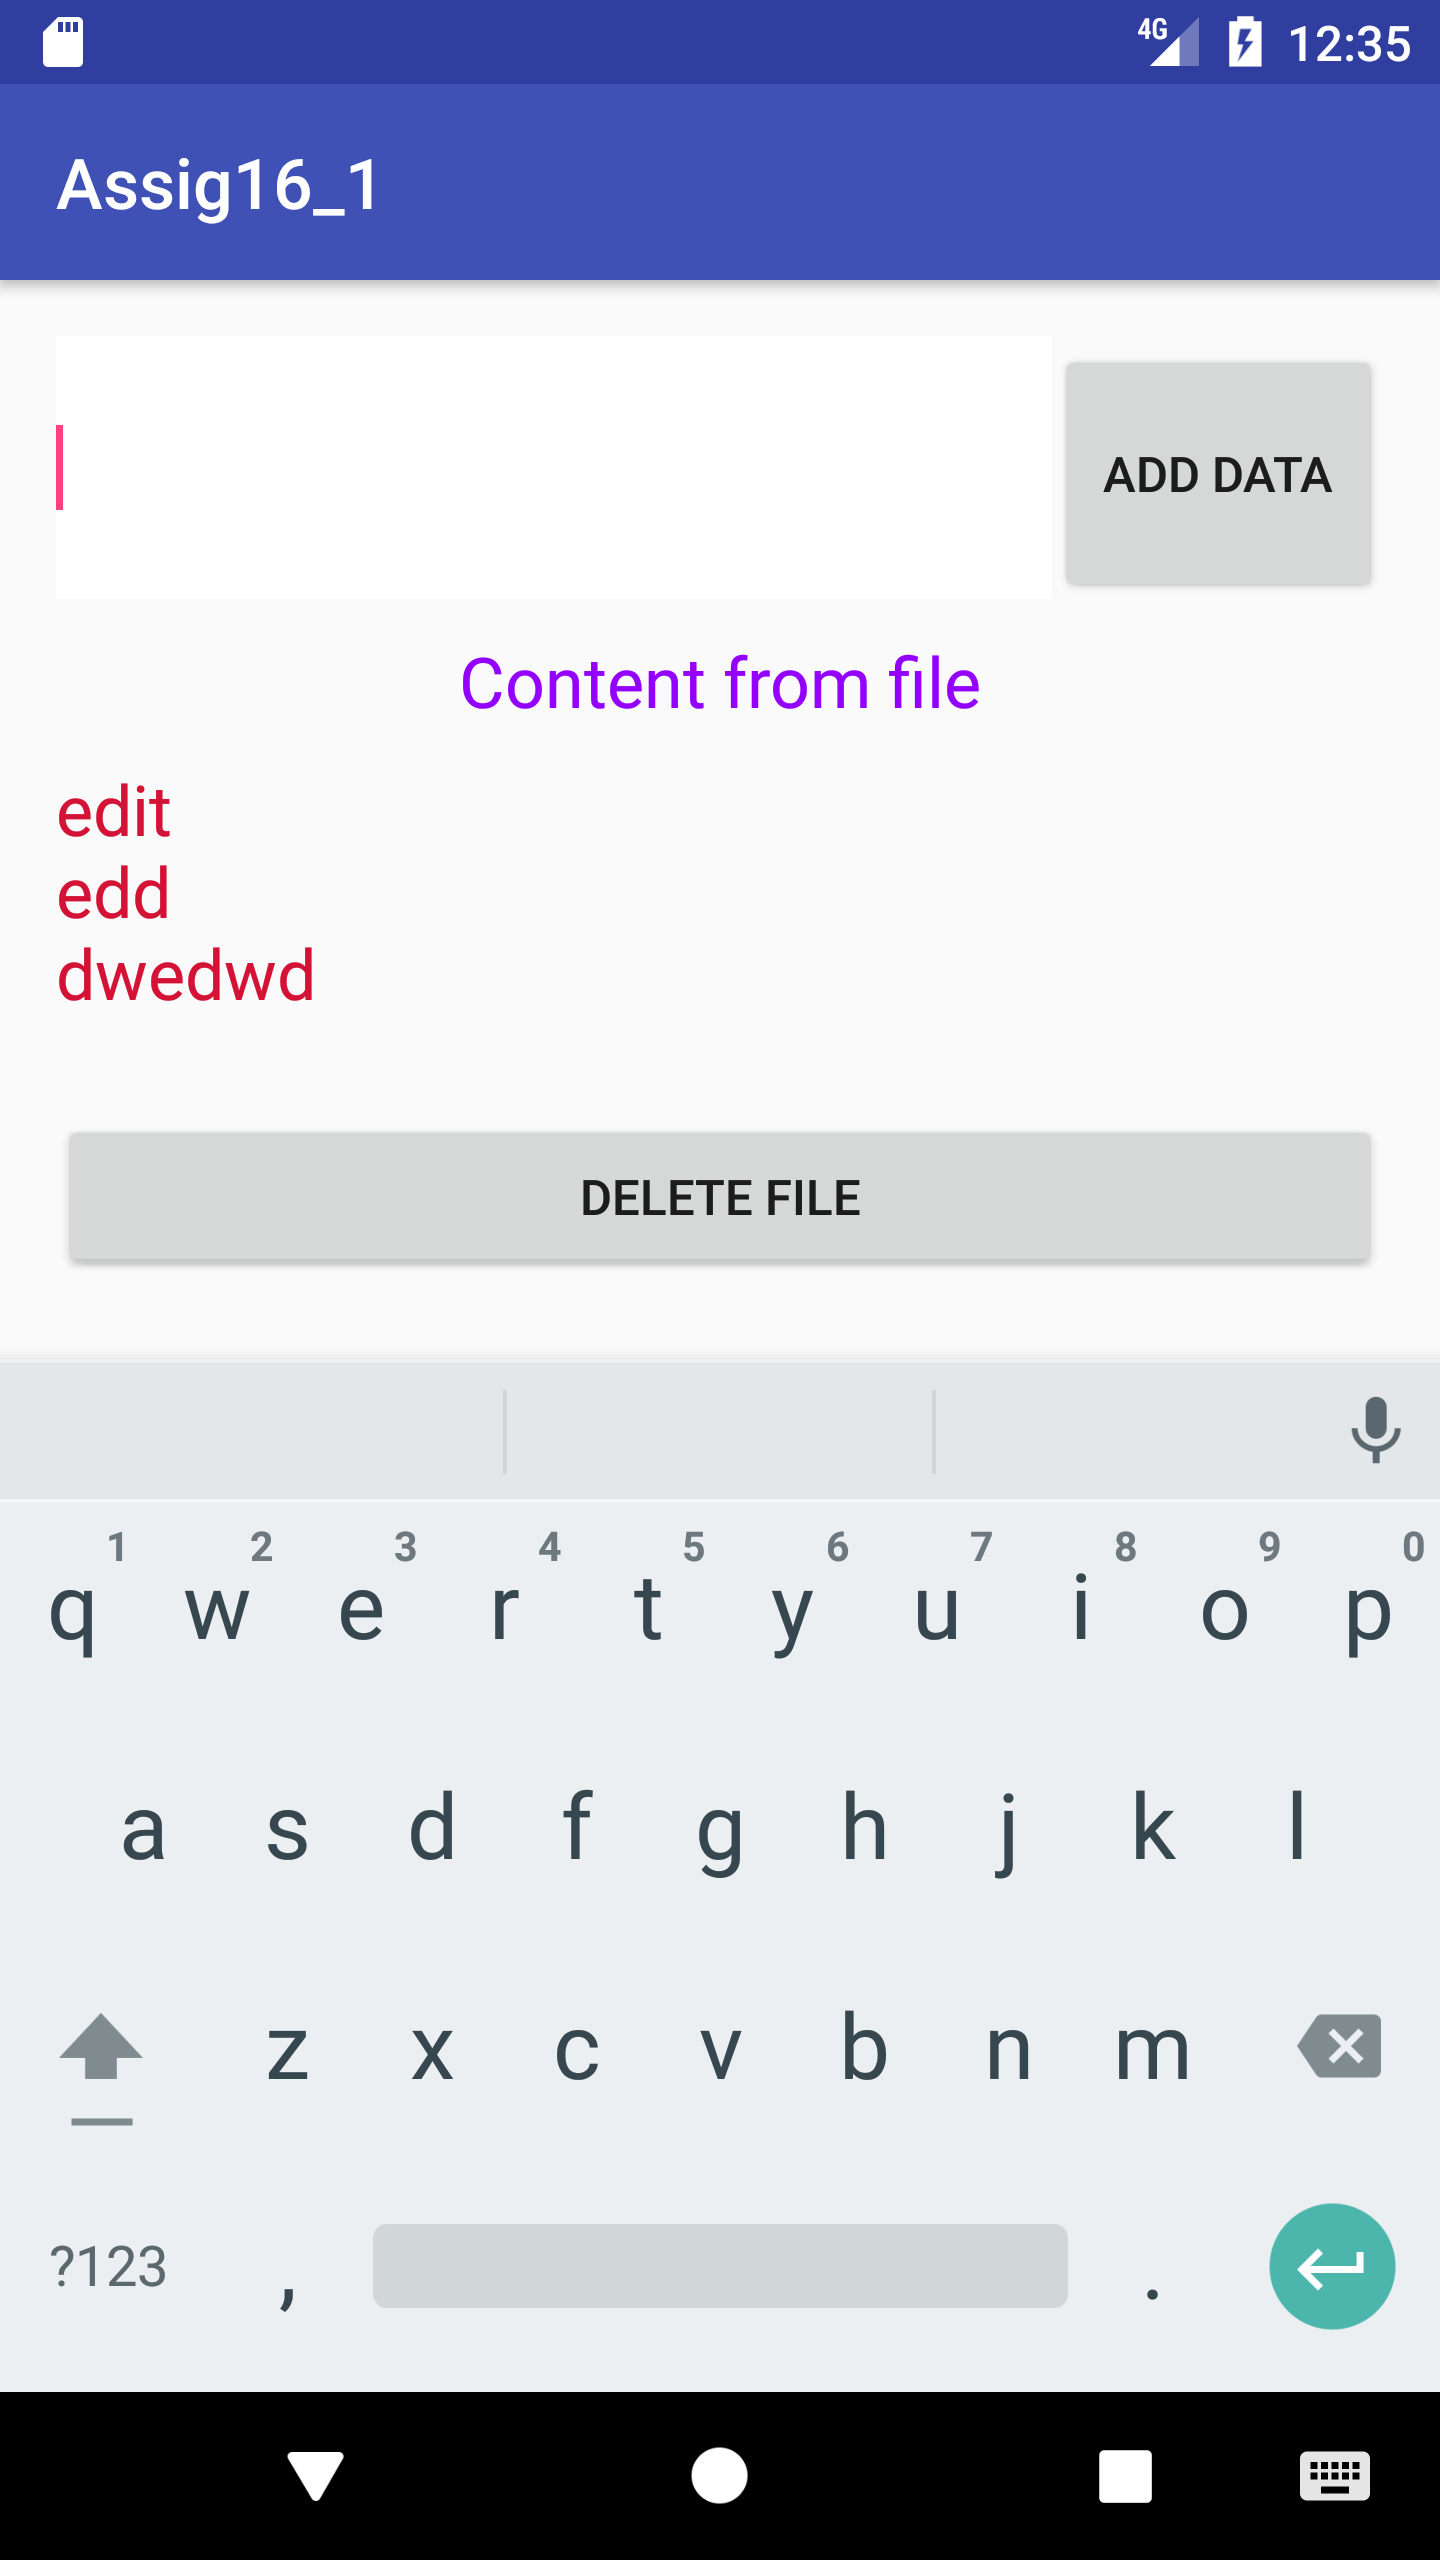 4G 12:35
Assig16_1
ADD DATA
Content from file
edit
edd
dwedwd
DELETE FILE
1 2 3 4 5 6 7 8 9 0
q w e r t y u i o p
a s d f g h j k l
z x c v b n m
?123 , .